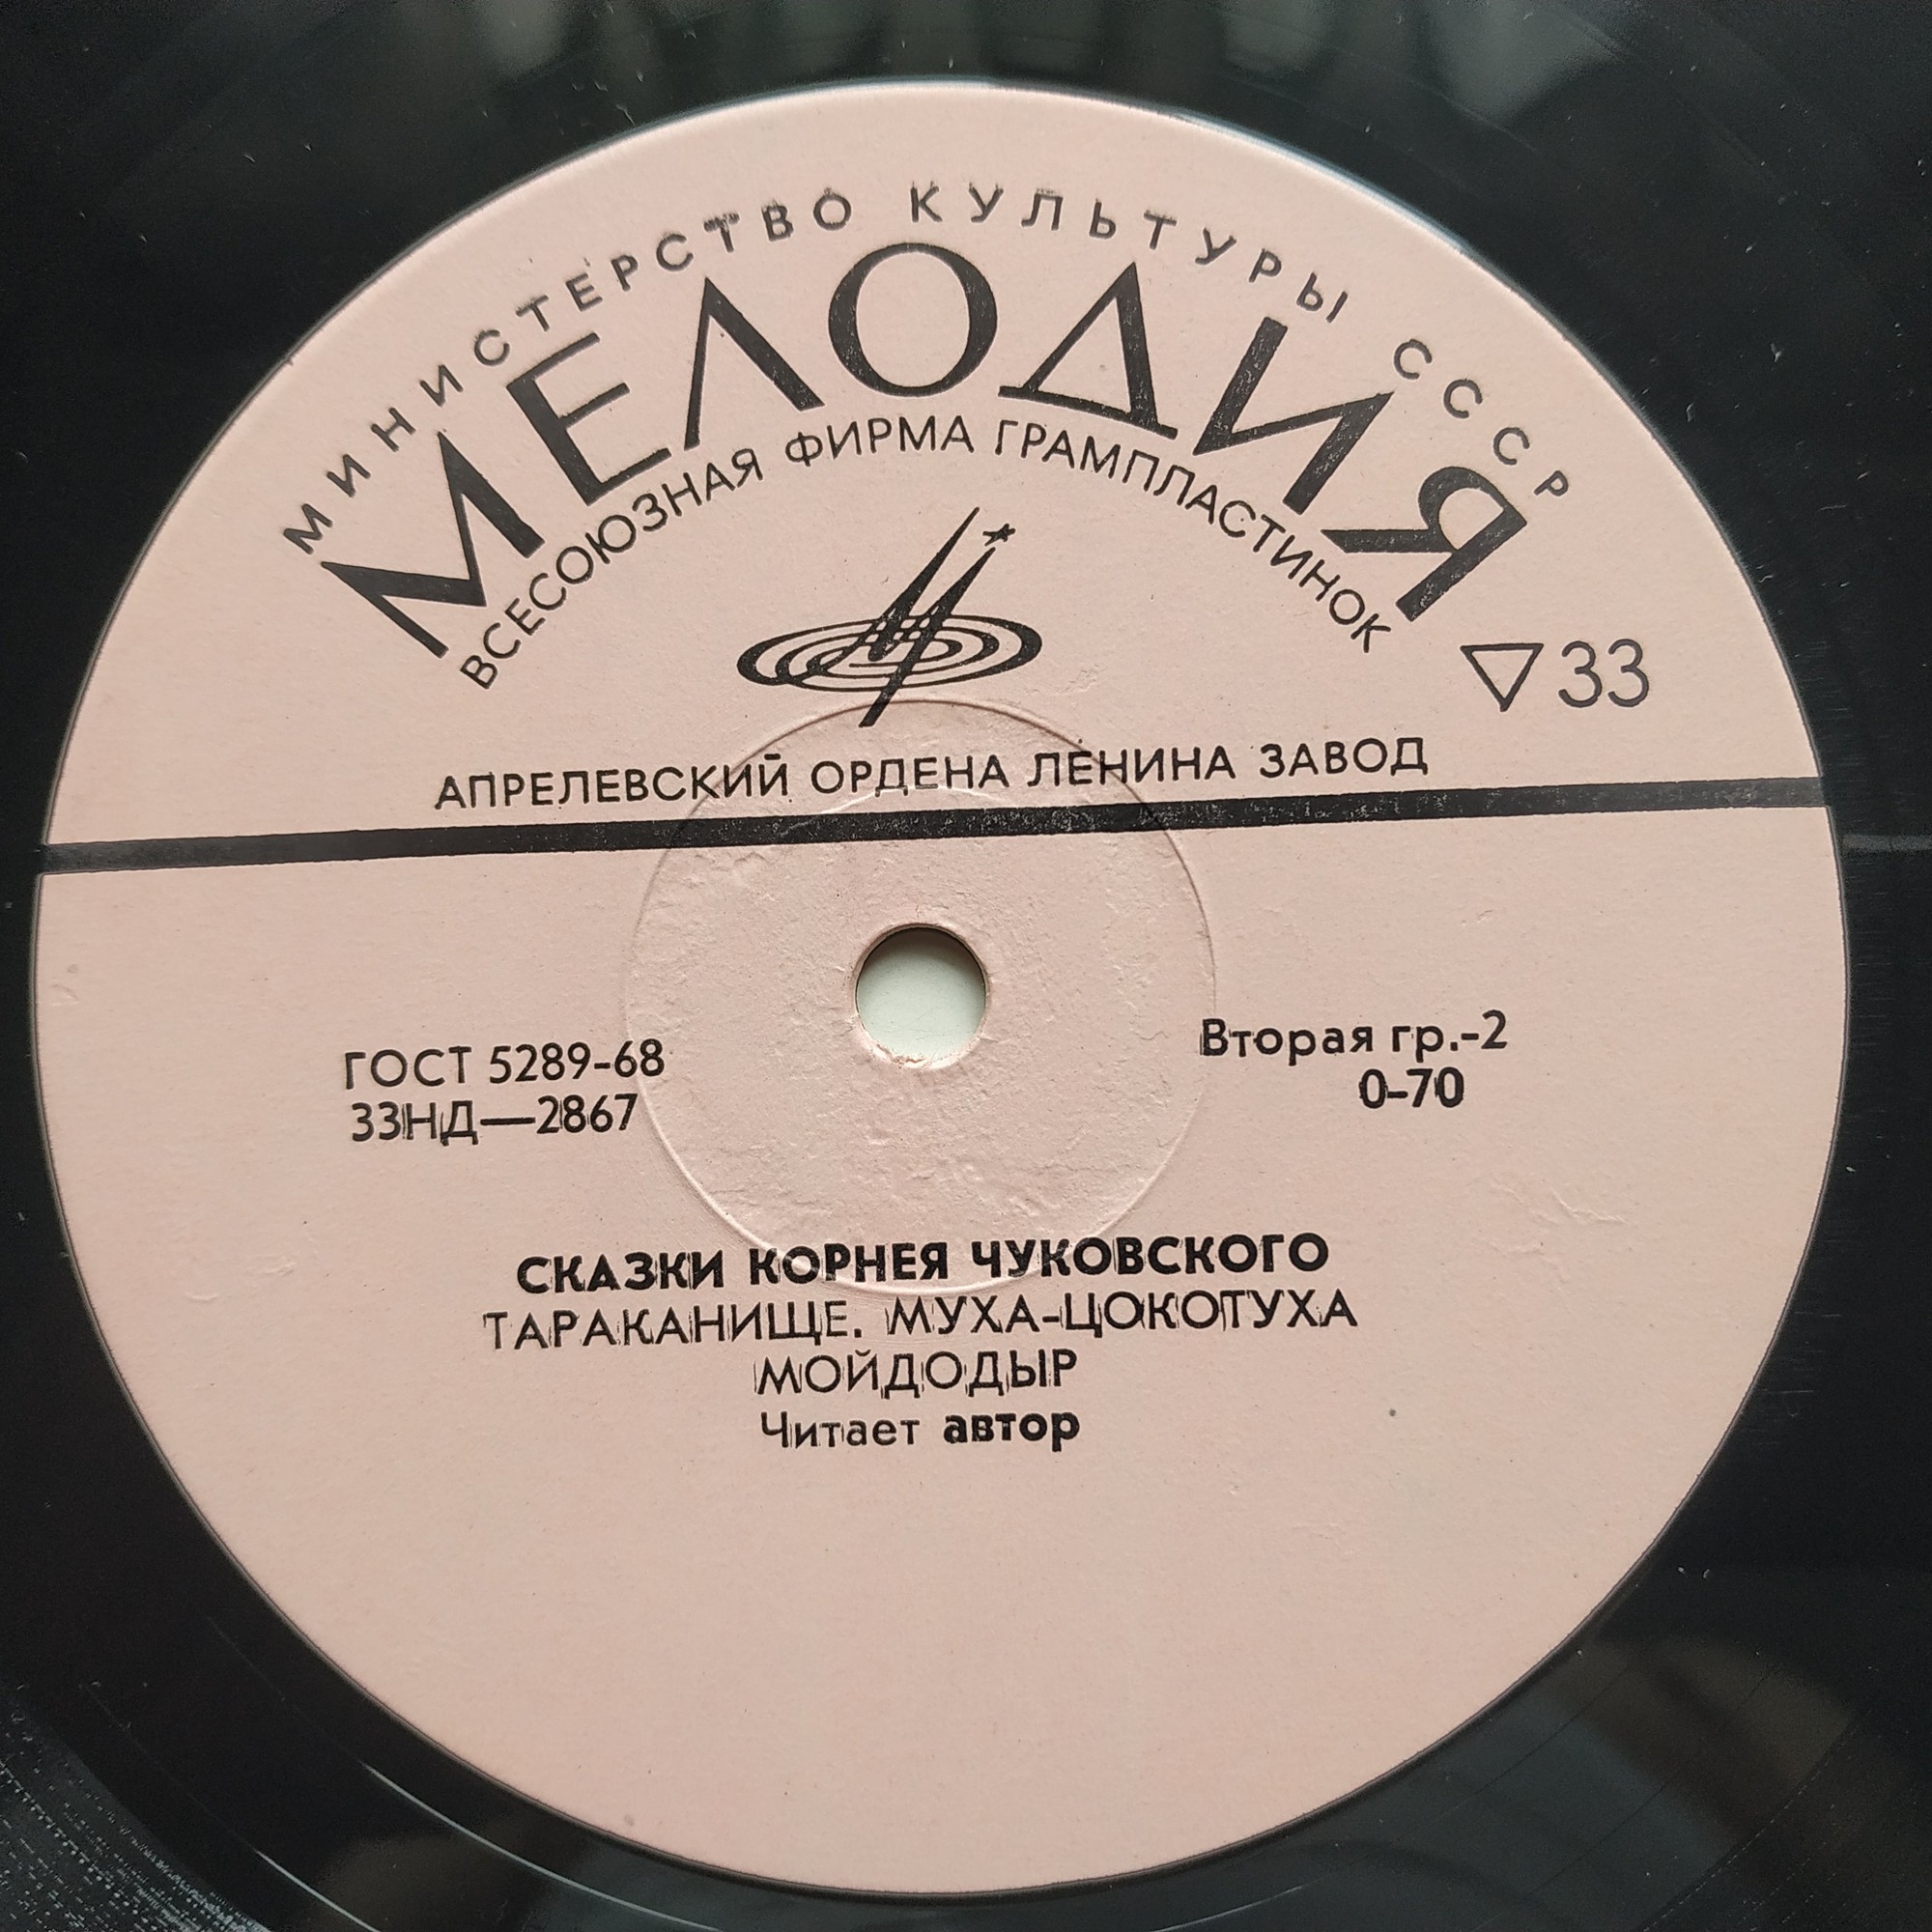 МИНИСТЕРСТВО КУЛЬТУРЫ СССР
МЕЛОДИЯ
ВСЕСОЮЗНАЯ ФИРМА ГРАМПЛАСТИНОК
▽33
АПРЕЛЕВСКИЙ ОРДЕНА ЛЕНИНА ЗАВОД
ГОСТ 5289-68
33НД—2867
Вторая гр.-2
0-70
СКАЗКИ КОРНЕЯ ЧУКОВСКОГО
ТАРАКАНИЩЕ. МУХА-ЦОКОТУХА
МОЙДОДЫР
Читает автор